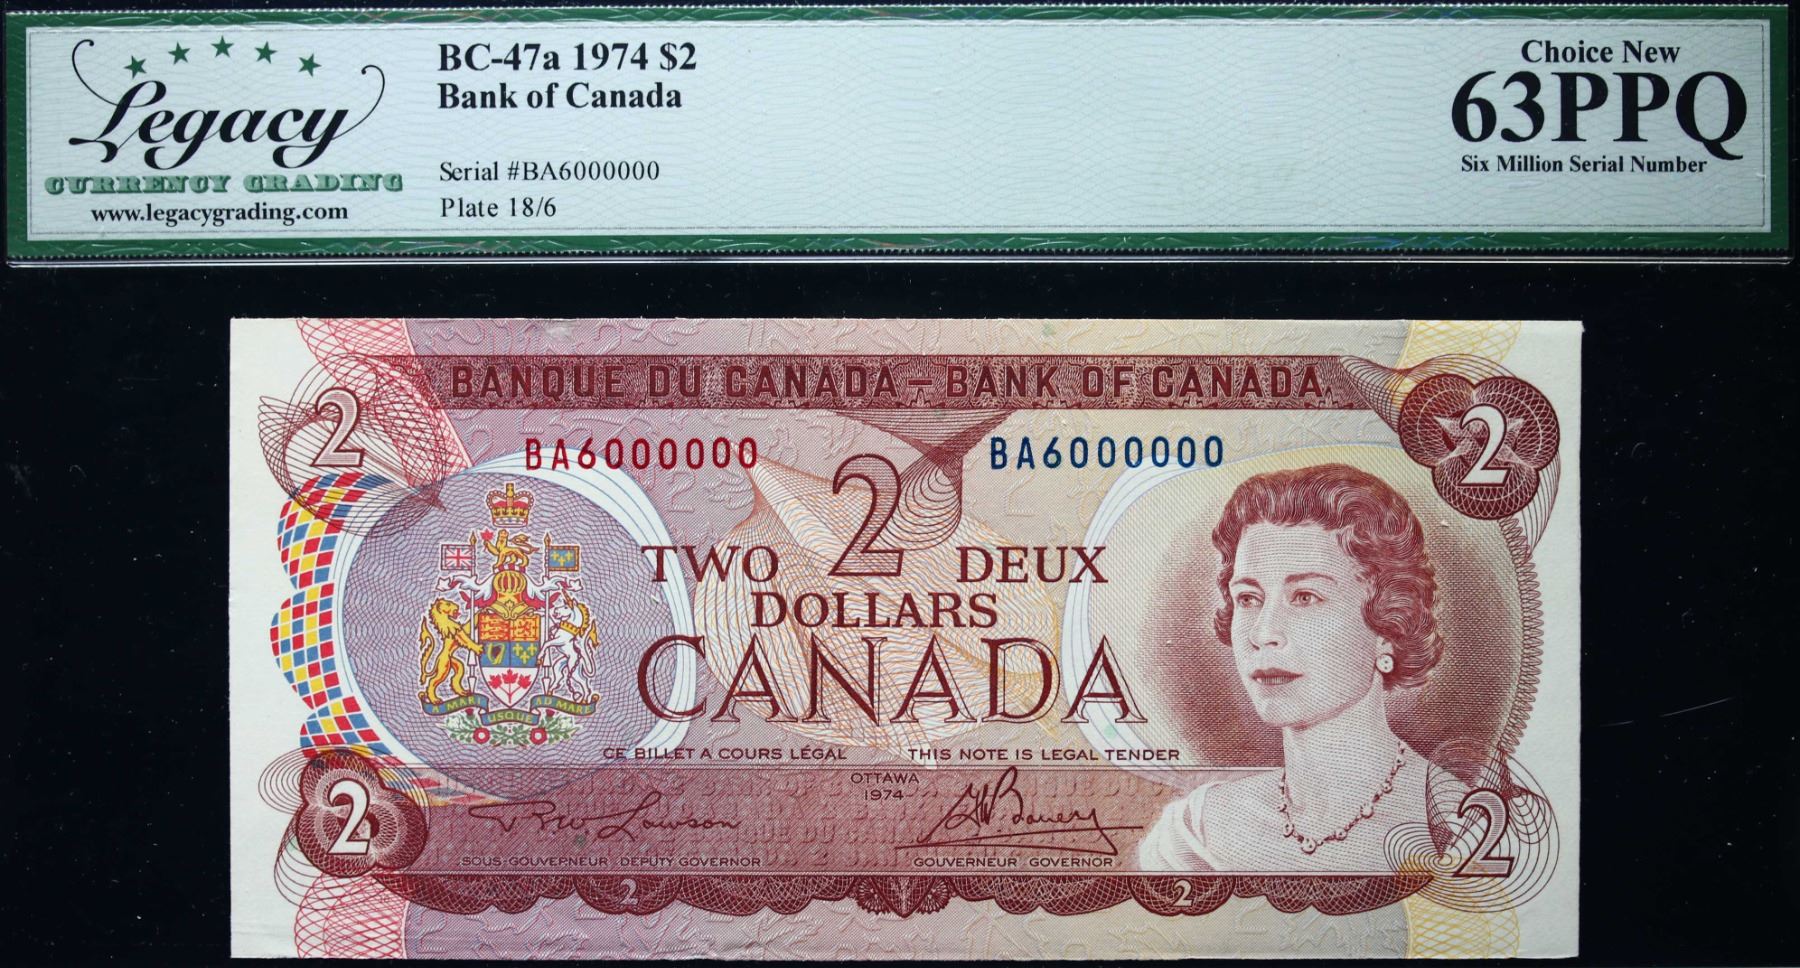 Legacy
CURRENCY GRADING
www.legacygrading.com
BC-47a 1974 $2
Bank of Canada
Serial #BA6000000
Plate 18/6
Choice New
63PPQ
Six Million Serial Number
BANQUE DU CANADA – BANK OF CANADA
2
2
BA6000000
BA6000000
2
TWO DEUX
DOLLARS
CANADA
A MARI USQUE AD MARE
CE BILLET A COURS LÉGAL THIS NOTE IS LEGAL TENDER
OTTAWA
1974
2
2
SOUS-GOUVERNEUR DEPUTY GOVERNOR
GOUVERNEUR GOVERNOR
2
2